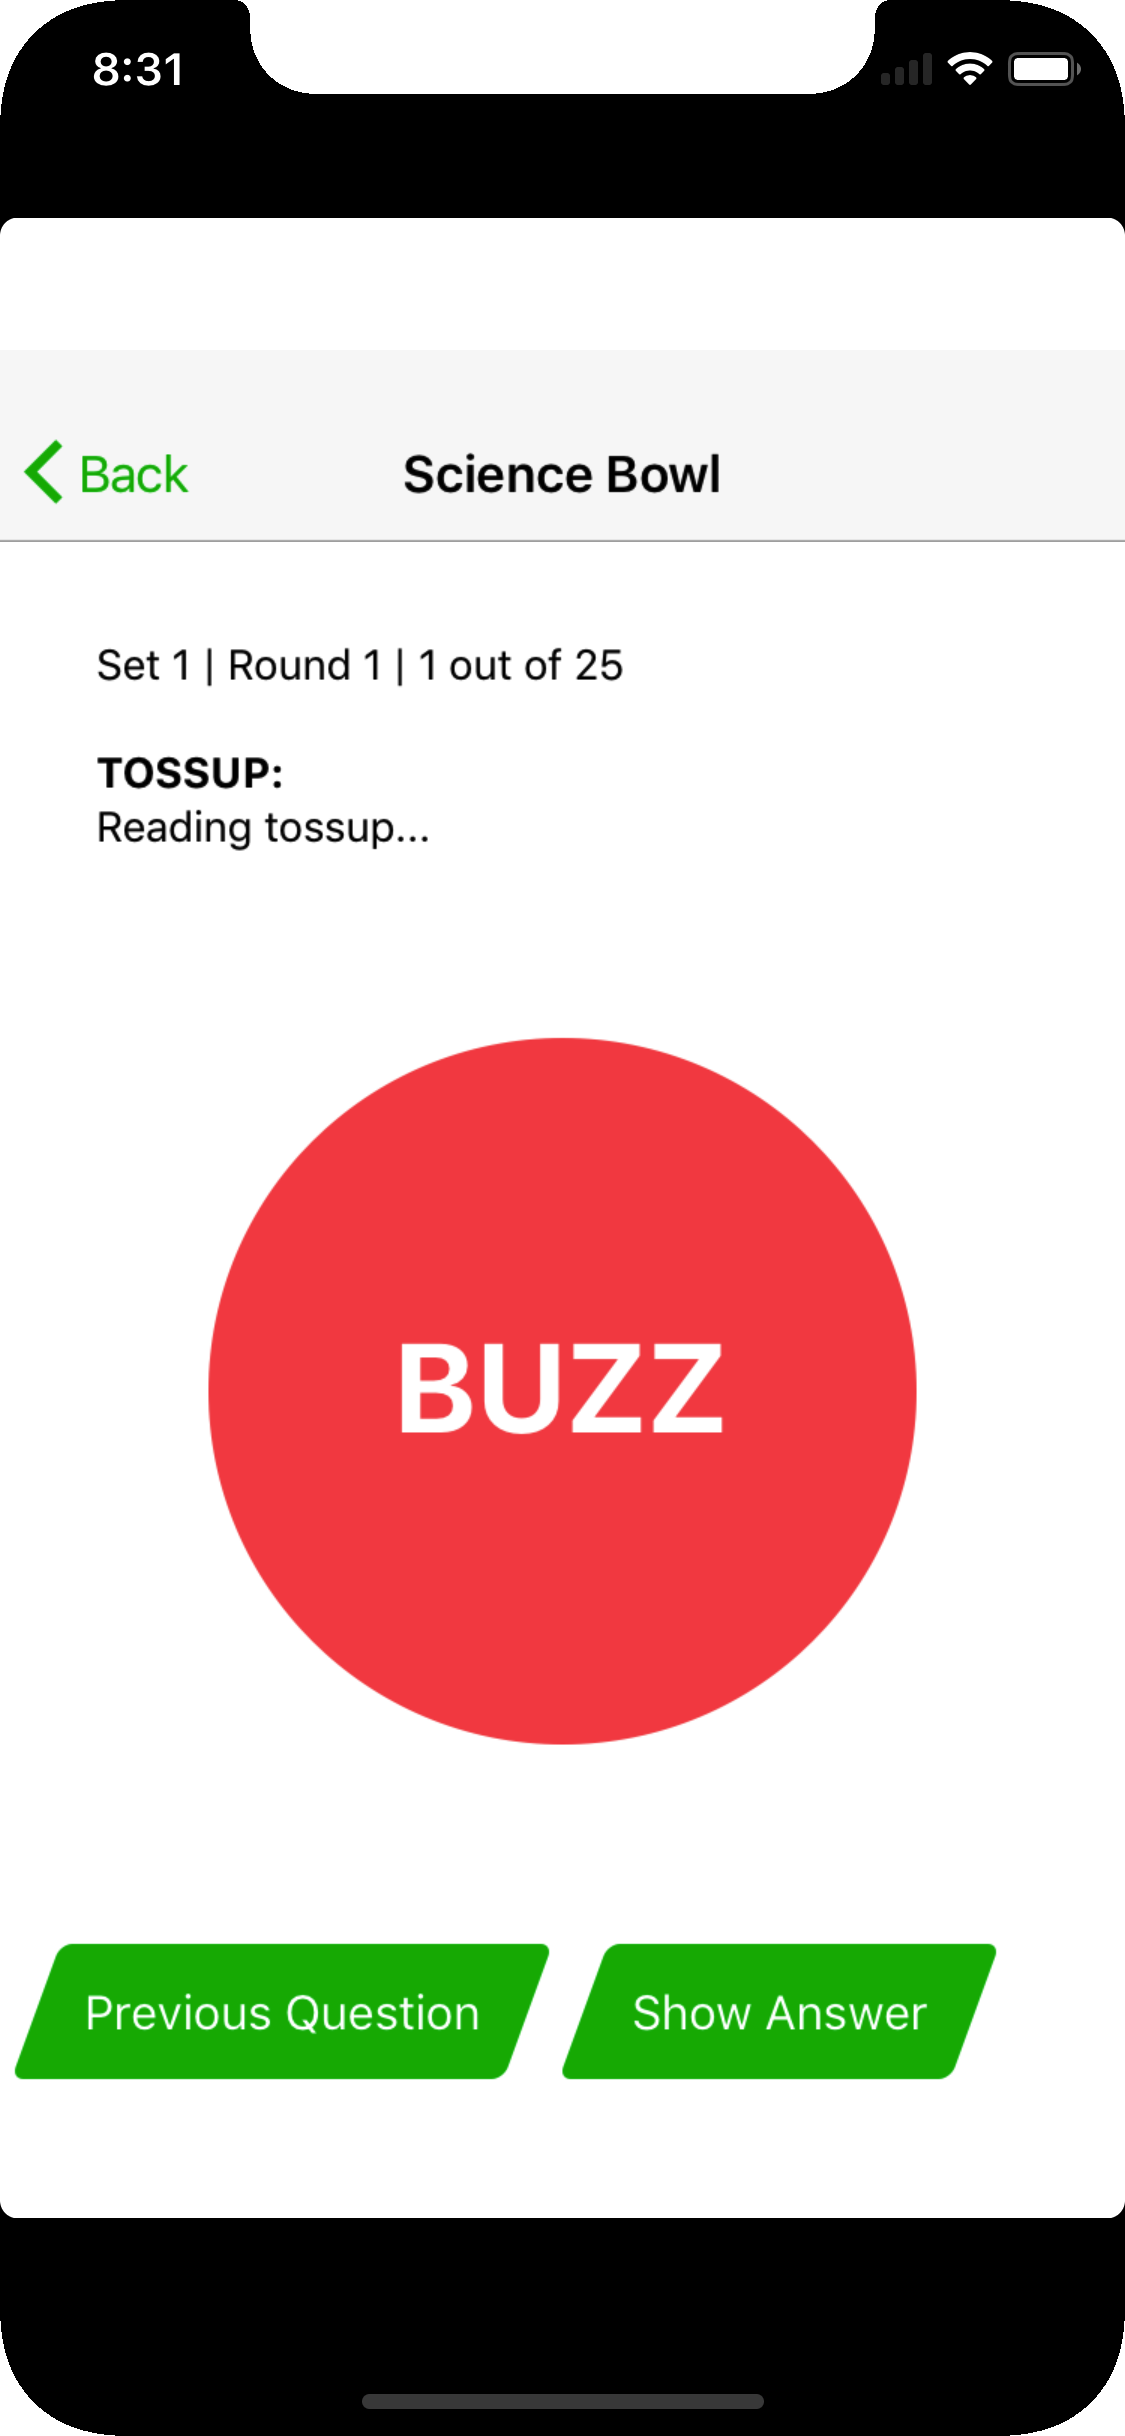 8:31
Back
Science Bowl
Set 1 | Round 1 | 1 out of 25
TOSSUP:
Reading tossup...
BUZZ
Previous Question
Show Answer